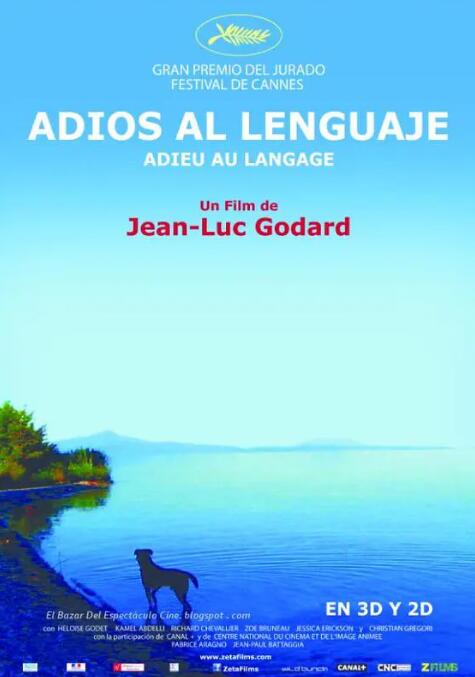 GRAN PREMIO DEL JURADO
FESTIVAL DE CANNES
ADIOS AL LENGUAJE
ADIEU AU LANGAGE
Un Film de
Jean-Luc Godard
EN 3D Y 2D
El Bazar Del Espectáculo Cine. blogspot . com
con HELOISE GODET KAMEL ABDELLI RICHARD CHEVALLIER ZOE BRUNEAU JESSICA ERICKSON y CHRISTIAN GREGORI
con la participación de CANAL + y de CENTRE NATIONAL DU CINEMA ET DE L'IMAGE ANIMEE
FABRICE ARAGNO JEAN-PAUL BATTAGGIA
www.zetafilms.com
ZetaFilms
wild bunch
CANAL+
CNC
ZFILMS